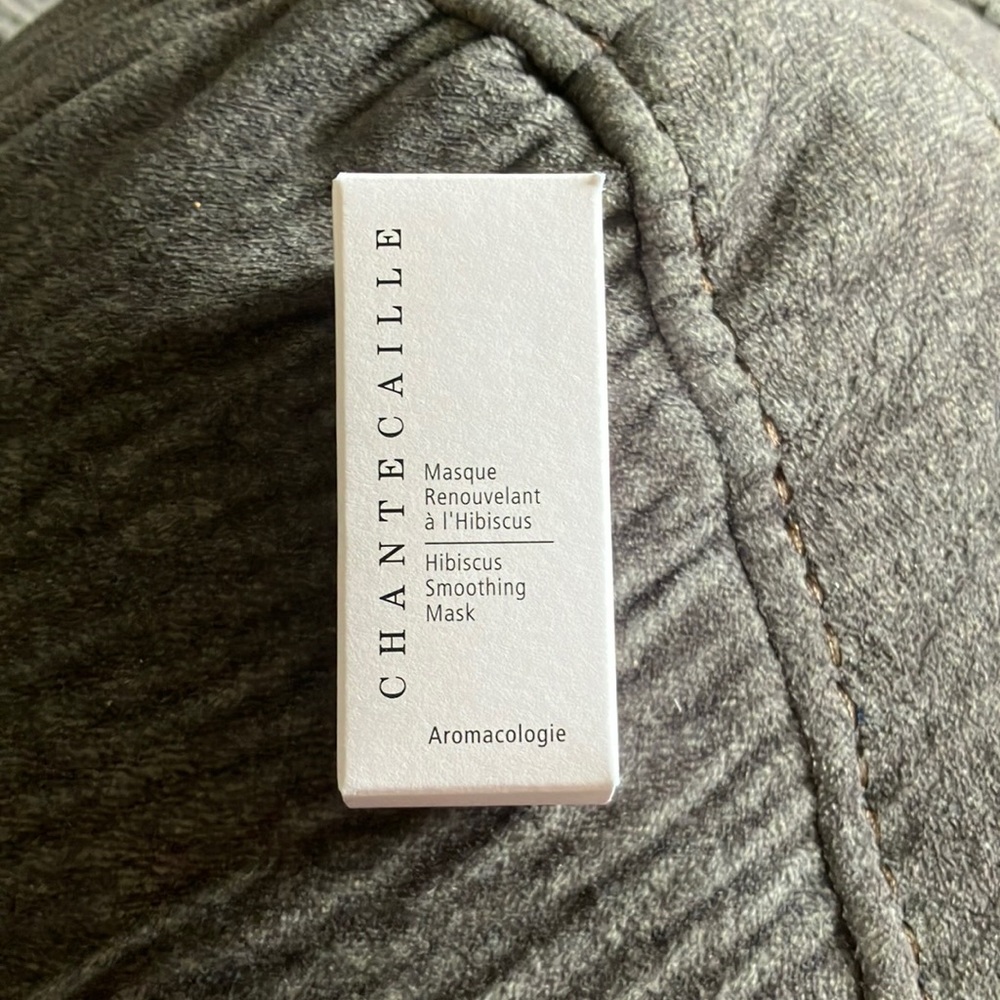 CHANTECAILLE
Masque
Renouvelant
à l'Hibiscus
Hibiscus
Smoothing
Mask
Aromacologie